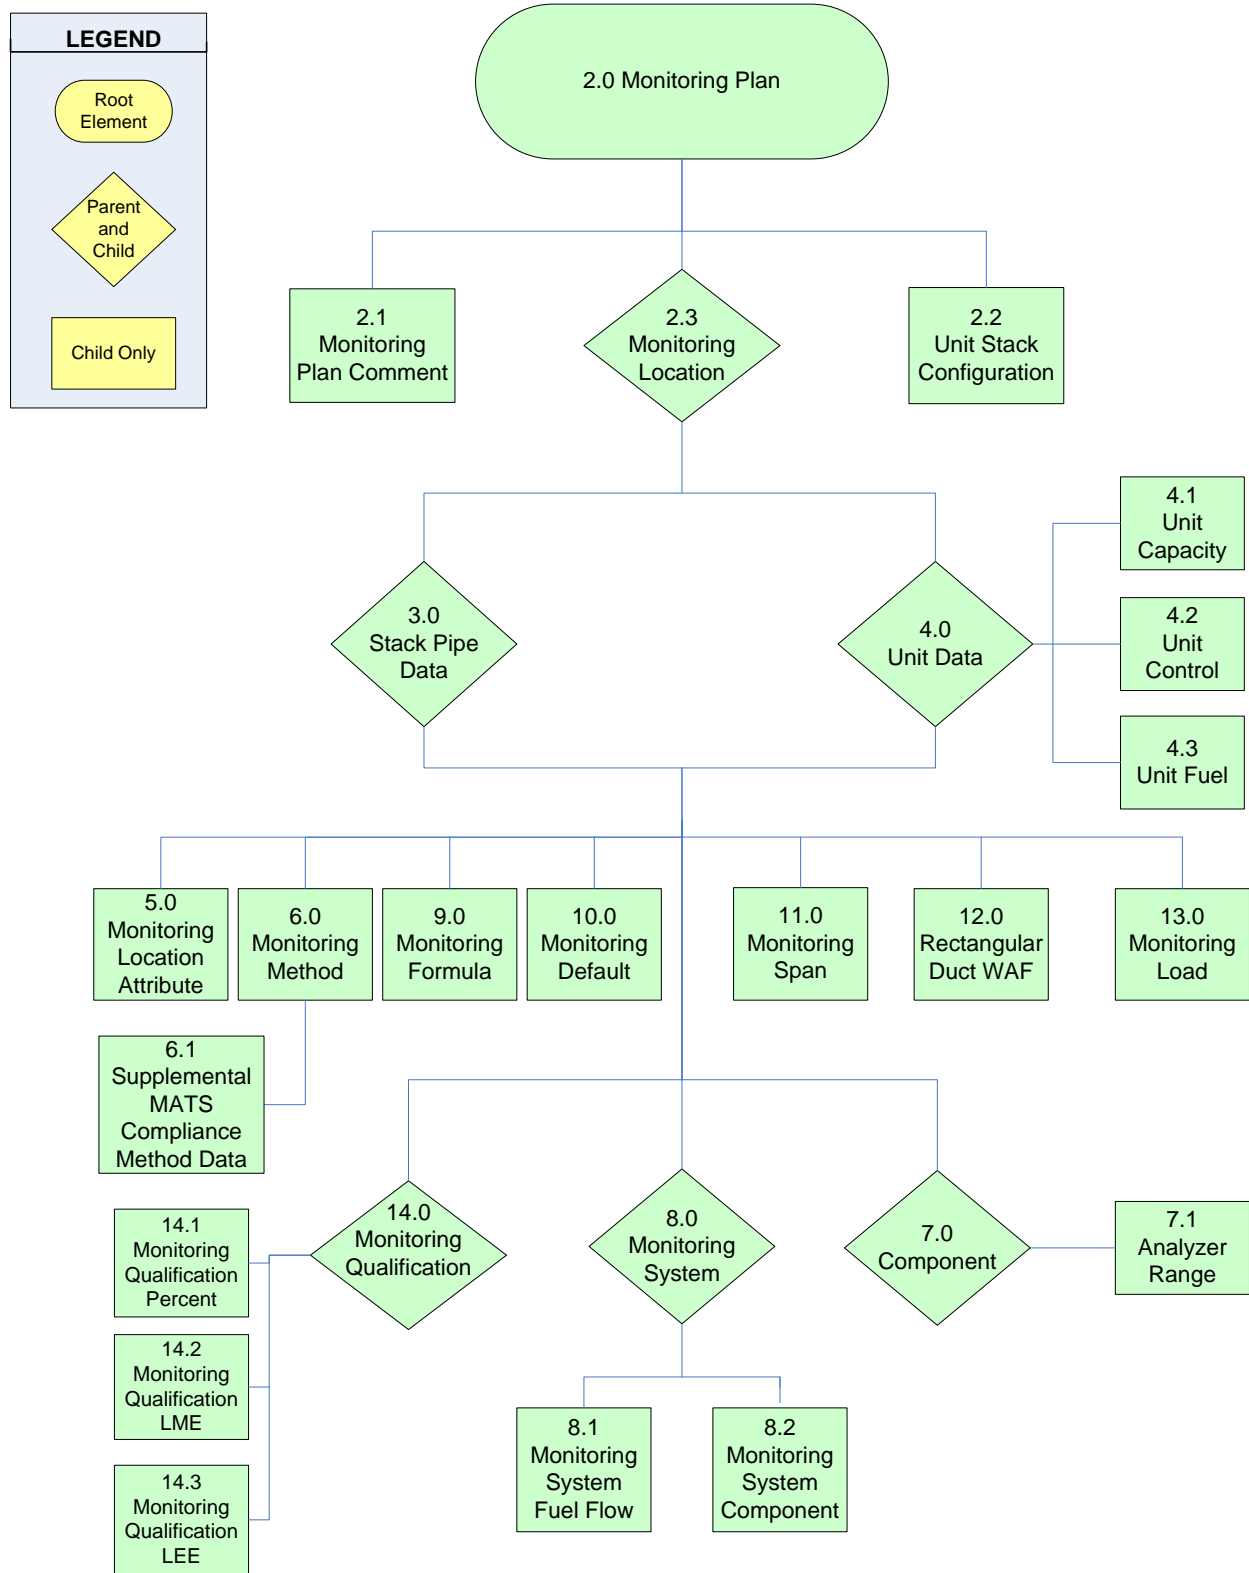 LEGEND
Root
Element
Parent
and
Child
Child Only
2.0 Monitoring Plan
2.1
Monitoring
Plan Comment
2.3
Monitoring
Location
2.2
Unit Stack
Configuration
3.0
Stack Pipe
Data
4.0
Unit Data
4.1
Unit
Capacity
4.2
Unit
Control
4.3
Unit Fuel
5.0
Monitoring
Location
Attribute
6.0
Monitoring
Method
9.0
Monitoring
Formula
10.0
Monitoring
Default
11.0
Monitoring
Span
12.0
Rectangular
Duct WAF
13.0
Monitoring
Load
6.1
Supplemental
MATS
Compliance
Method Data
14.0
Monitoring
Qualification
8.0
Monitoring
System
7.0
Component
7.1
Analyzer
Range
14.1
Monitoring
Qualification
Percent
14.2
Monitoring
Qualification
LME
14.3
Monitoring
Qualification
LEE
8.1
Monitoring
System
Fuel Flow
8.2
Monitoring
System
Component